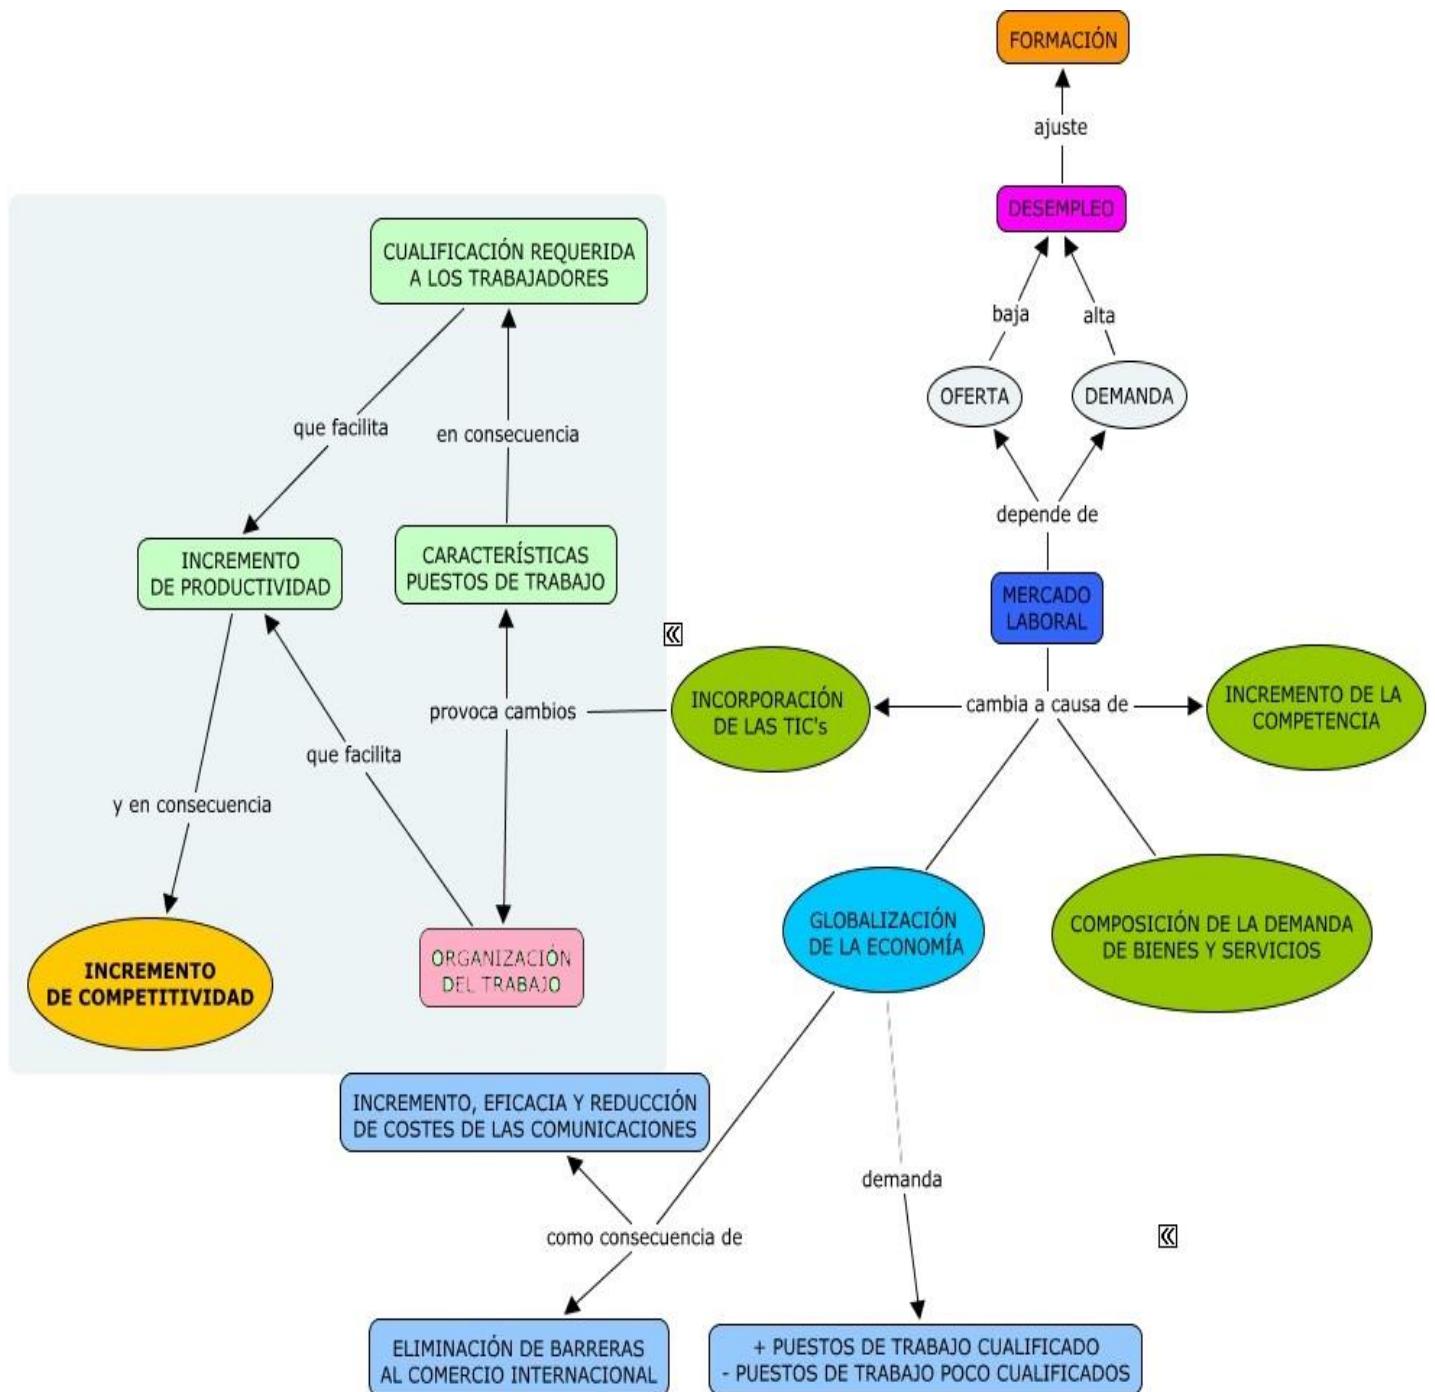 FORMACIÓN
ajuste
DESEMPLEO
baja
alta
OFERTA
DEMANDA
depende de
MERCADO
LABORAL
cambia a causa de
INCORPORACIÓN
DE LAS TIC's
INCREMENTO DE LA
COMPETENCIA
GLOBALIZACIÓN
DE LA ECONOMÍA
COMPOSICIÓN DE LA DEMANDA
DE BIENES Y SERVICIOS
provoca cambios
CARACTERÍSTICAS
PUESTOS DE TRABAJO
en consecuencia
CUALIFICACIÓN REQUERIDA
A LOS TRABAJADORES
que facilita
INCREMENTO
DE PRODUCTIVIDAD
que facilita
ORGANIZACIÓN
DEL TRABAJO
y en consecuencia
INCREMENTO
DE COMPETITIVIDAD
INCREMENTO, EFICACIA Y REDUCCIÓN
DE COSTES DE LAS COMUNICACIONES
como consecuencia de
ELIMINACIÓN DE BARRERAS
AL COMERCIO INTERNACIONAL
demanda
+ PUESTOS DE TRABAJO CUALIFICADO
- PUESTOS DE TRABAJO POCO CUALIFICADOS